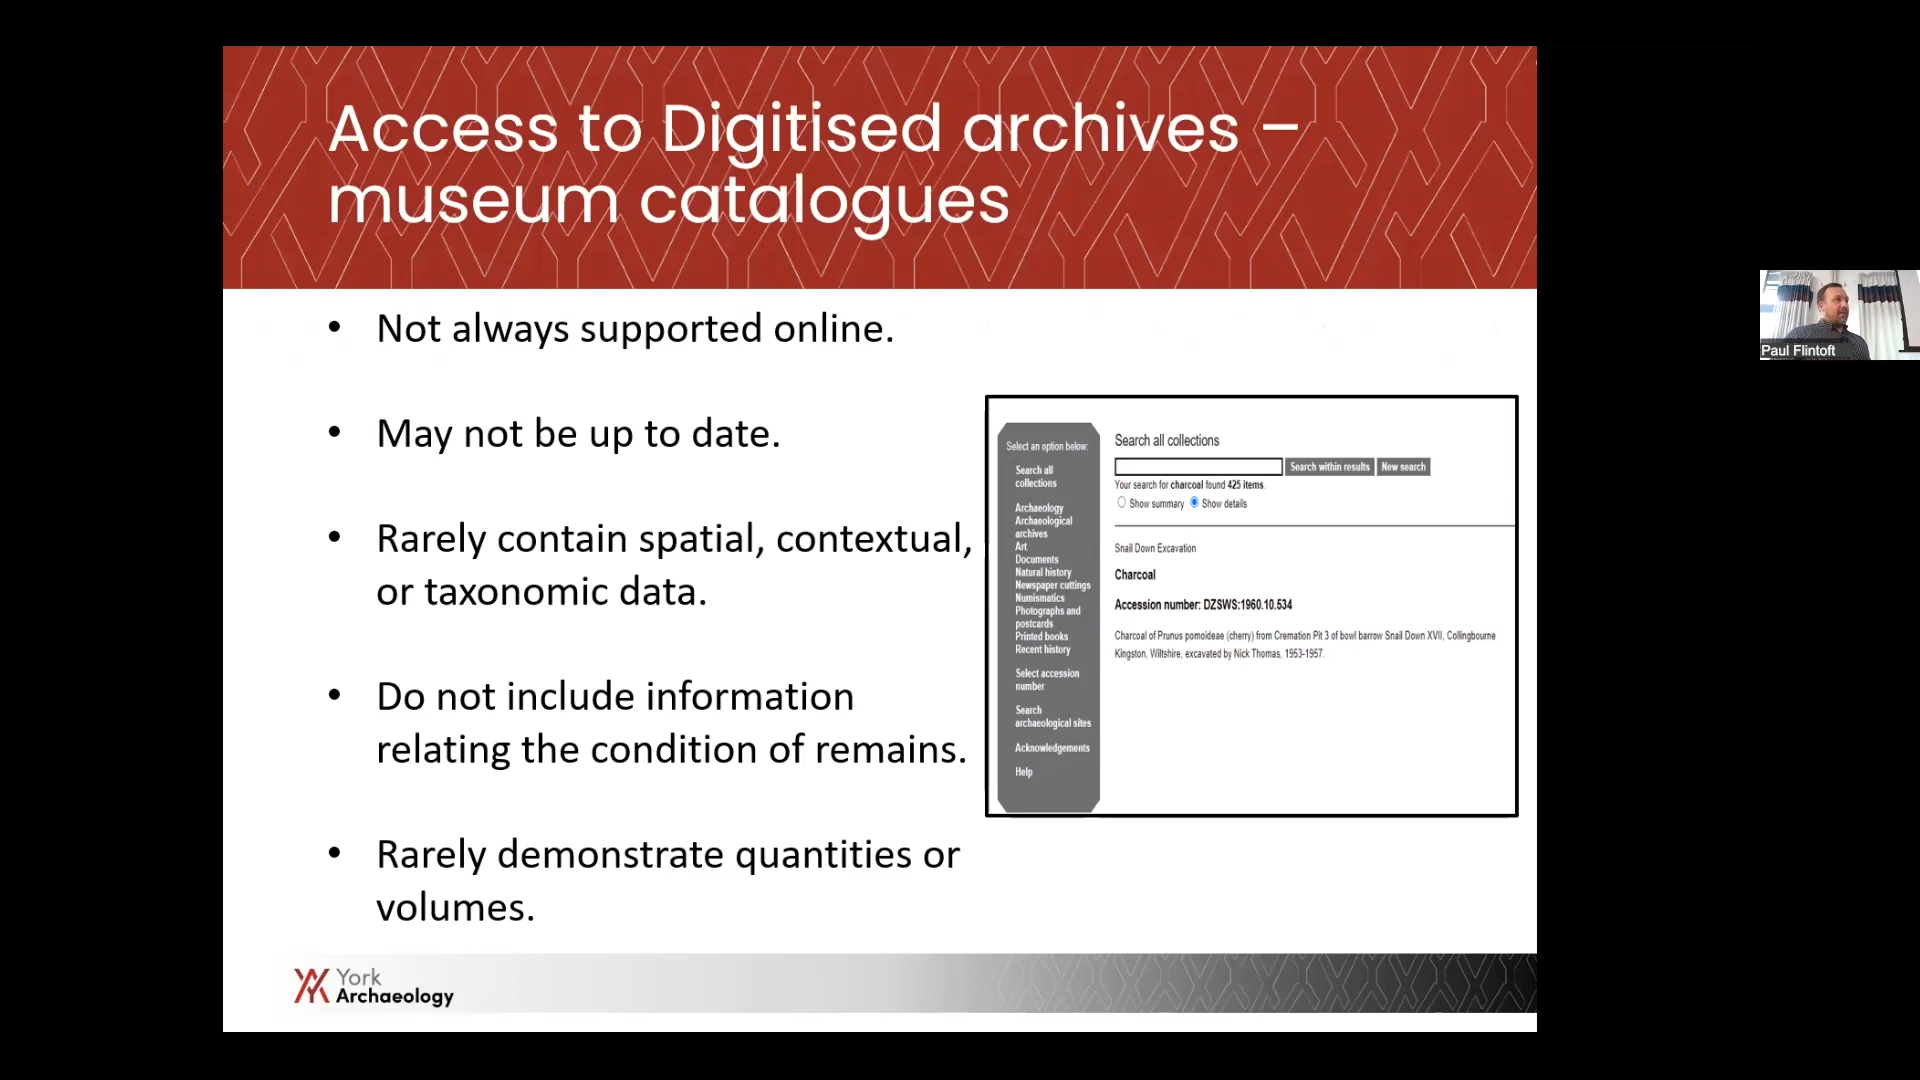 Access to Digitised archives –
museum catalogues
• Not always supported online.
• May not be up to date.
• Rarely contain spatial, contextual,
or taxonomic data.
• Do not include information
relating the condition of remains.
• Rarely demonstrate quantities or
volumes.
Select an option below:
Search all
collections
Archaeology
Archaeological
archives
Art
Documents
Natural history
Newspaper cuttings
Numismatics
Photographs and
postcards
Printed books
Recent history
Select accession
number
Search
archaeological sites
Acknowledgements
Help
Search all collections
Search within results
New search
Your search for charcoal found 425 items.
Show summary
Show details
Snail Down Excavation
Charcoal
Accession number: DZSWS:1960.10.534
Charcoal of Prunus pomoideae (cherry) from Cremation Pit 3 of bowl barrow Snail Down XVII, Collingbourne
Kingston, Wiltshire, excavated by Nick Thomas, 1953-1957.
York
Archaeology
Paul Flintoft